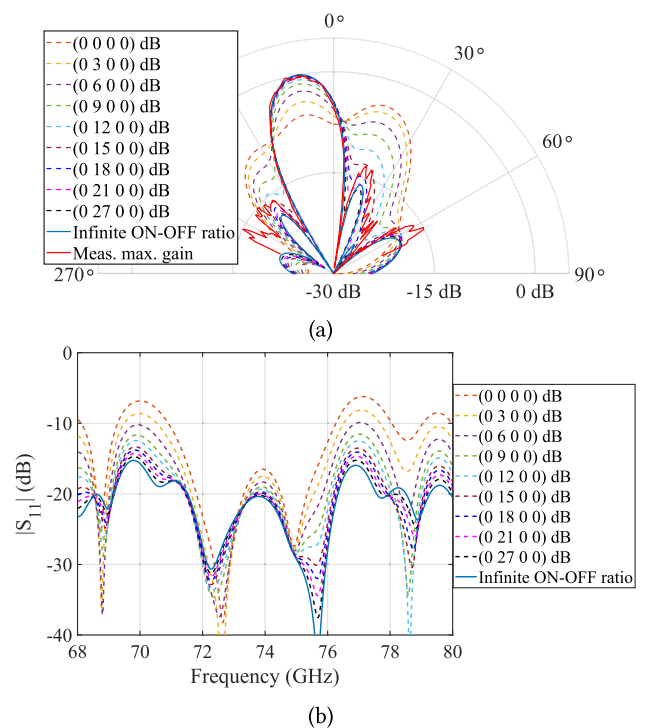 0°
30°
60°
90°
270°
-30 dB
-15 dB
0 dB
(0 0 0 0) dB
(0 3 0 0) dB
(0 6 0 0) dB
(0 9 0 0) dB
(0 12 0 0) dB
(0 15 0 0) dB
(0 18 0 0) dB
(0 21 0 0) dB
(0 27 0 0) dB
Infinite ON-OFF ratio
Meas. max. gain
(a)
0
-10
-20
-30
-40
|S11| (dB)
68
70
72
74
76
78
80
Frequency (GHz)
(0 0 0 0) dB
(0 3 0 0) dB
(0 6 0 0) dB
(0 9 0 0) dB
(0 12 0 0) dB
(0 15 0 0) dB
(0 18 0 0) dB
(0 21 0 0) dB
(0 27 0 0) dB
Infinite ON-OFF ratio
(b)